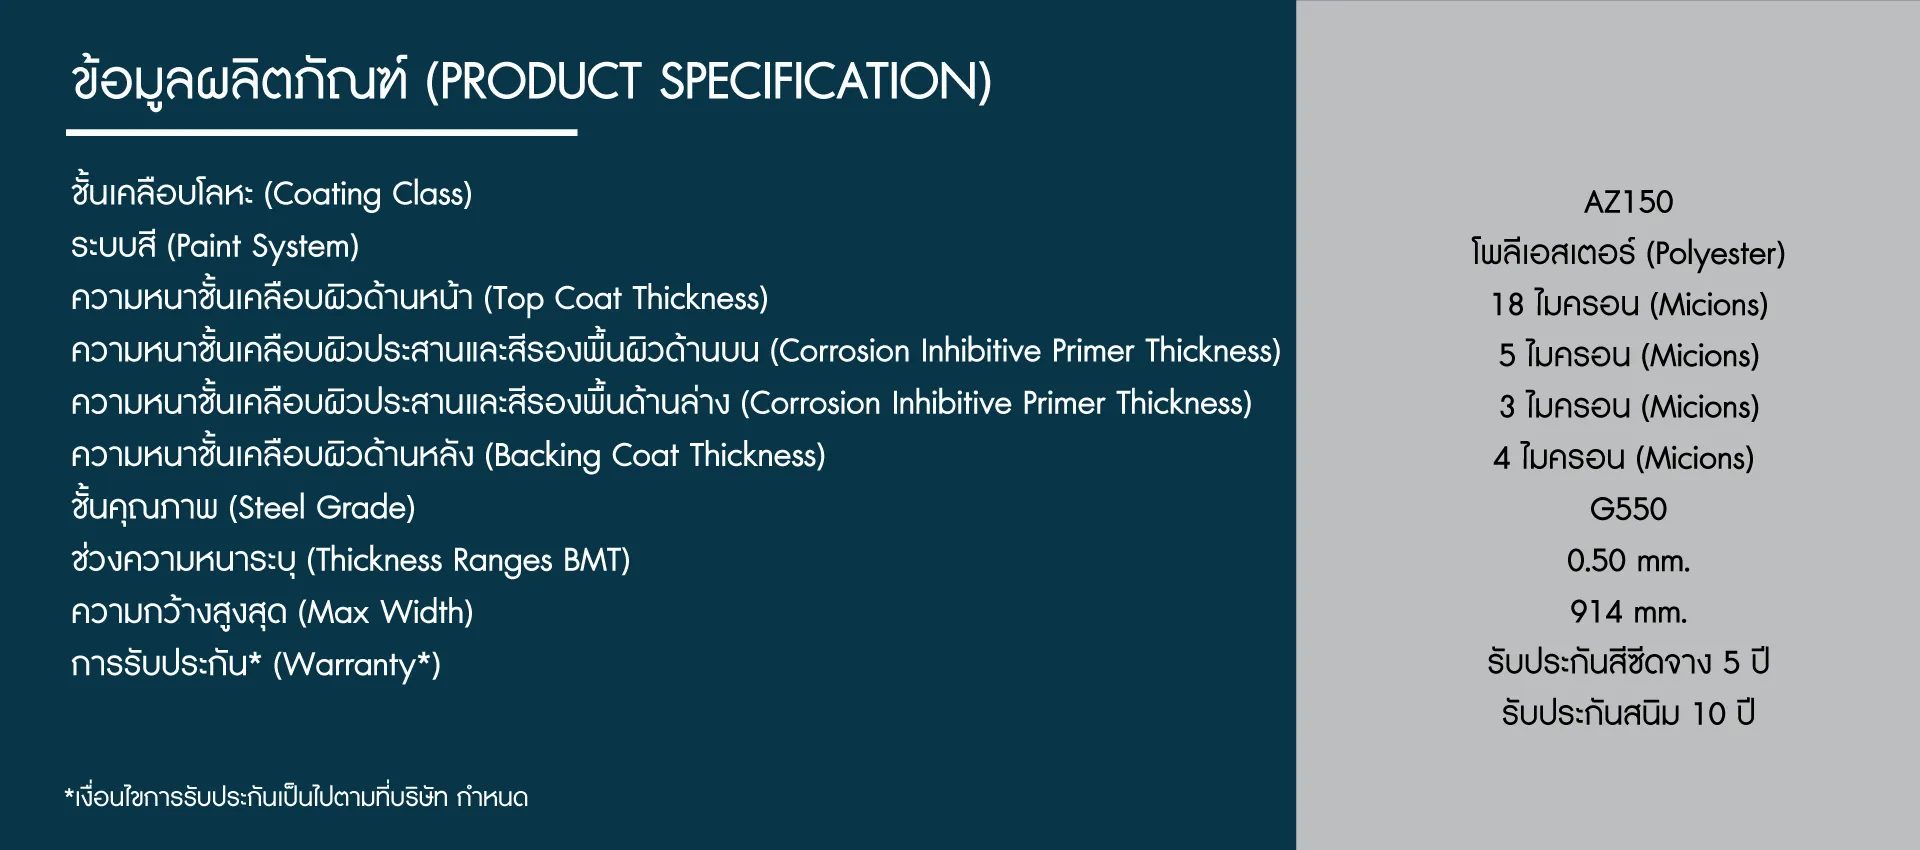 ข้อมูลผลิตภัณฑ์ (PRODUCT SPECIFICATION)
ชั้นเคลือบโลหะ (Coating Class)
AZ150
ระบบสี (Paint System)
โพลีเอสเตอร์ (Polyester)
ความหนาชั้นเคลือบผิวด้านหน้า (Top Coat Thickness)
18 ไมครอน (Micions)
ความหนาชั้นเคลือบผิวประสานและสีรองพื้นผิวด้านบน (Corrosion Inhibitive Primer Thickness)
5 ไมครอน (Micions)
ความหนาชั้นเคลือบผิวประสานและสีรองพื้นด้านล่าง (Corrosion Inhibitive Primer Thickness)
3 ไมครอน (Micions)
ความหนาชั้นเคลือบผิวด้านหลัง (Backing Coat Thickness)
4 ไมครอน (Micions)
ชั้นคุณภาพ (Steel Grade)
G550
ช่วงความหนาระบุ (Thickness Ranges BMT)
0.50 mm.
ความกว้างสูงสุด (Max Width)
914 mm.
การรับประกัน* (Warranty*)
รับประกันสีซีดจาง 5 ปี
รับประกันสนิม 10 ปี
*เงื่อนไขการรับประกันเป็นไปตามที่บริษัท กำหนด